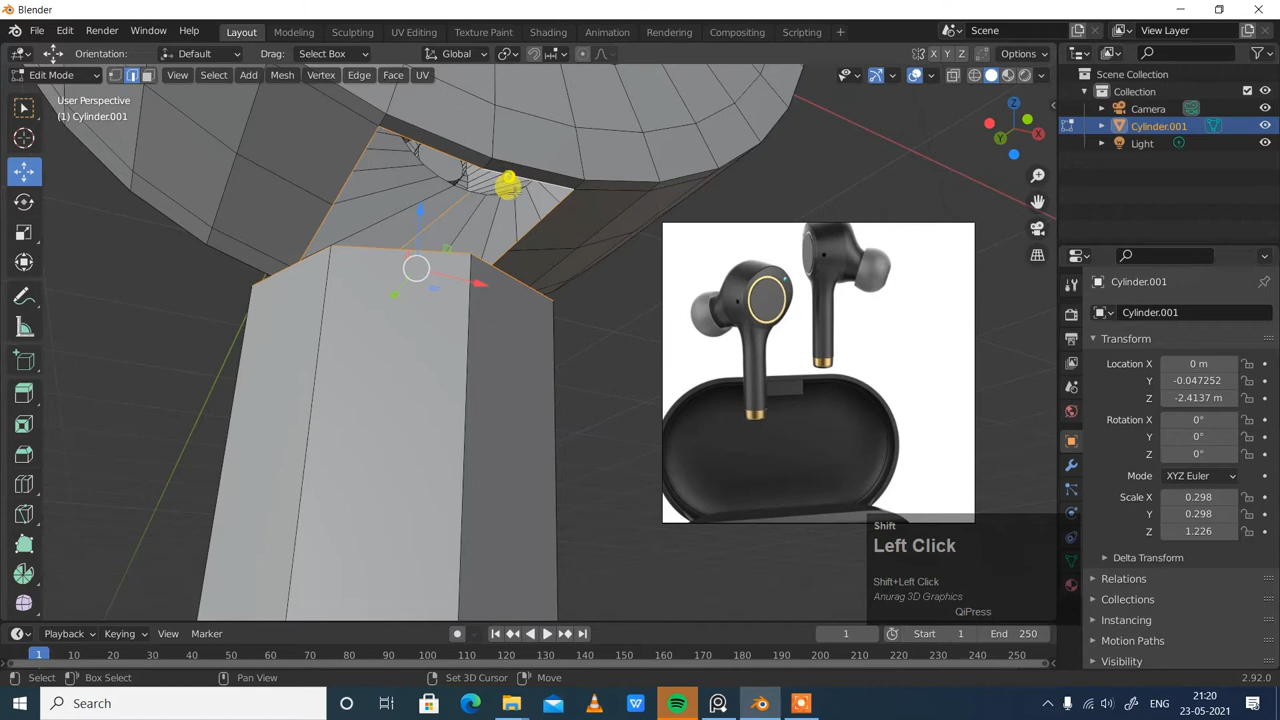 Blender
File Edit Render Window Help
Layout Modeling Sculpting UV Editing Texture Paint Shading Animation Rendering Compositing Scripting
Scene View Layer
Orientation: Default Drag: Select Box Global X Y Z Options
Edit Mode View Select Add Mesh Vertex Edge Face UV
User Perspective
(1) Cylinder.001
Z
X
Y
Scene Collection
Collection
Camera
Cylinder.001
Light
Cylinder.001
Cylinder.001
Transform
Location X 0 m
Y -0.047252
Z -2.4137 m
Rotation X 0°
Y 0°
Z 0°
Mode XYZ Euler
Scale X 0.298
Y 0.298
Z 1.226
Delta Transform
Relations
Collections
Instancing
Motion Paths
Visibility
Shift
Left Click
Shift+Left Click
Anurag 3D Graphics
QiPress
Playback Keying View Marker 1 Start 1 End 250
1 10 20 30 40 50 60 70 80 90 100 110 120 130 140 150 160 170 180 190 200 210 220 230 240 250
Select Box Select Pan View Set 3D Cursor Move 2.92.0
Search ENG 21:20
23-05-2021